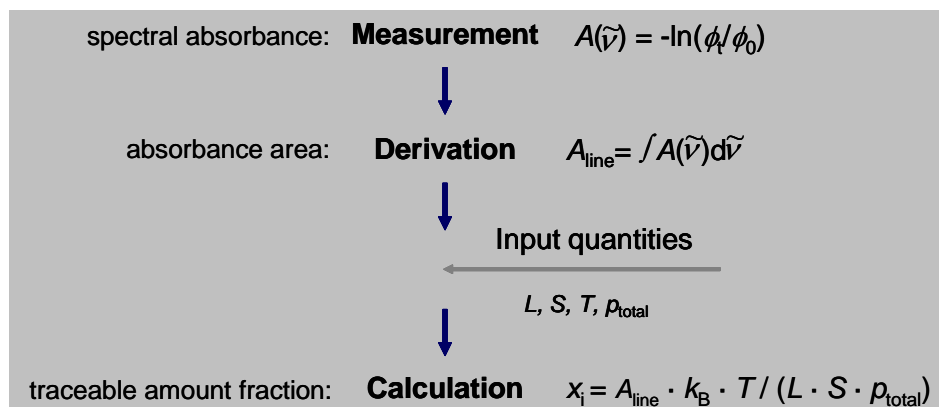 spectral absorbance: Measurement A(ν̃) = -ln(ϕt/ϕ0)
absorbance area: Derivation Aline= ∫A(ν̃)dν̃
Input quantities
L, S, T, ptotal
traceable amount fraction: Calculation xi = Aline · kB · T / (L · S · ptotal)